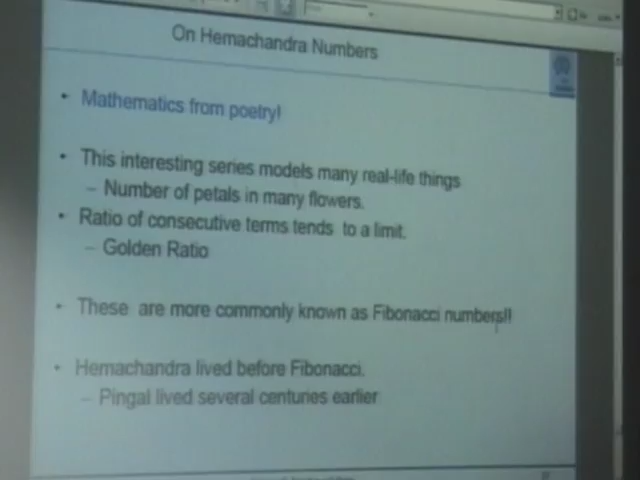 On Hemachandra Numbers
• Mathematics from poetry!
• This interesting series models many real-life things
– Number of petals in many flowers.
• Ratio of consecutive terms tends to a limit.
– Golden Ratio
• These are more commonly known as Fibonacci numbers!!
• Hemachandra lived before Fibonacci.
– Pingal lived several centuries earlier